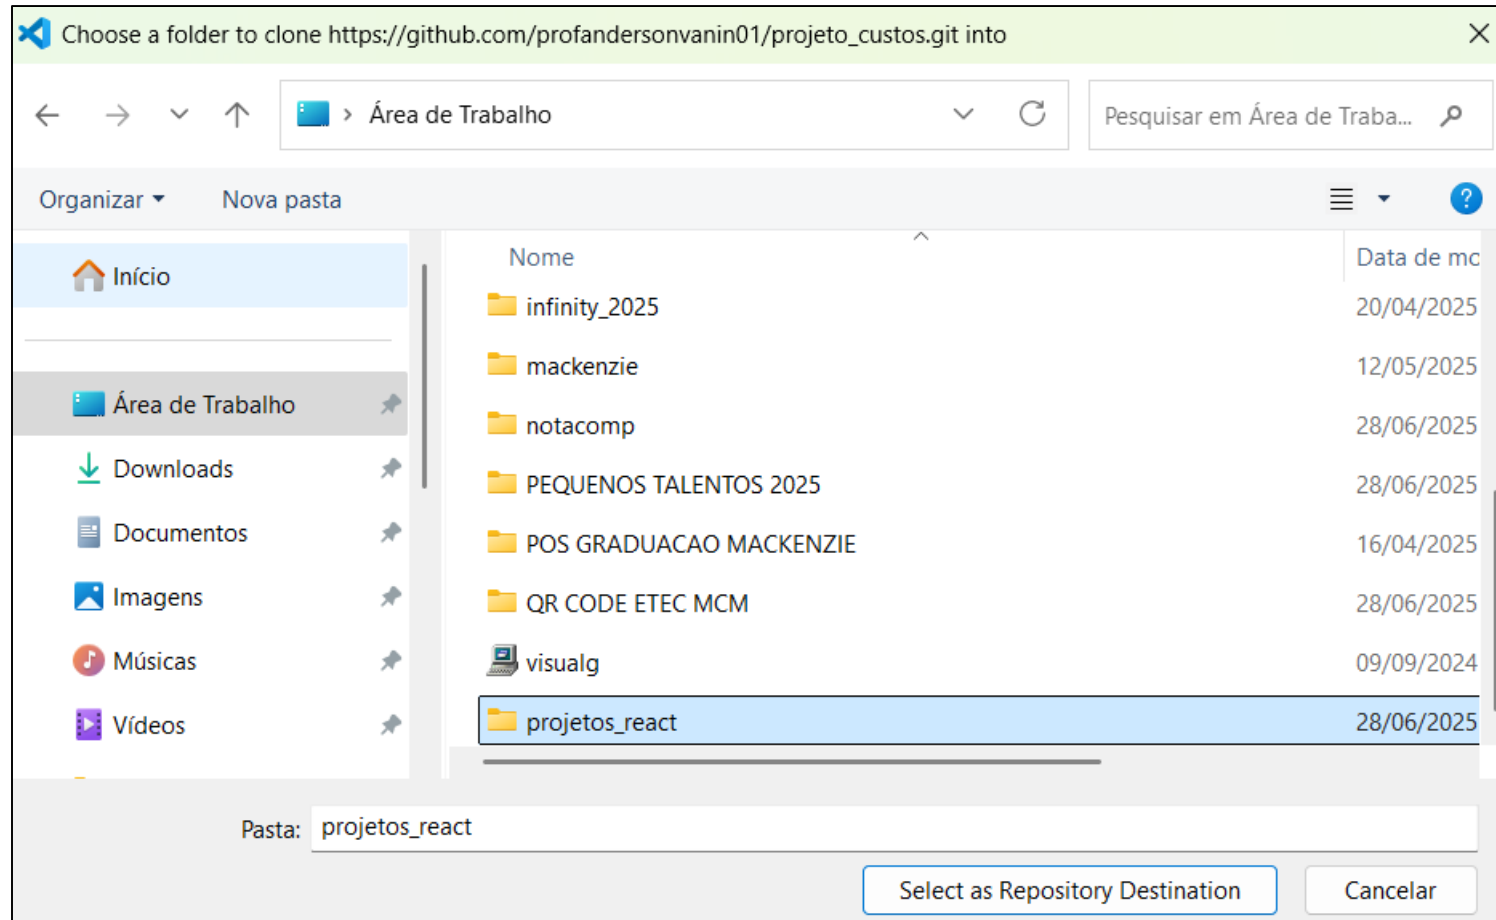 Choose a folder to clone https://github.com/profandersonvanin01/projeto_custos.git into
Área de Trabalho
Pesquisar em Área de Traba...
Organizar
Nova pasta
Início
Área de Trabalho
Downloads
Documentos
Imagens
Músicas
Vídeos
Nome
Data de mo
infinity_2025
20/04/2025
mackenzie
12/05/2025
notacomp
28/06/2025
PEQUENOS TALENTOS 2025
28/06/2025
POS GRADUACAO MACKENZIE
16/04/2025
QR CODE ETEC MCM
28/06/2025
visualg
09/09/2024
projetos_react
28/06/2025
Pasta: projetos_react
Select as Repository Destination
Cancelar